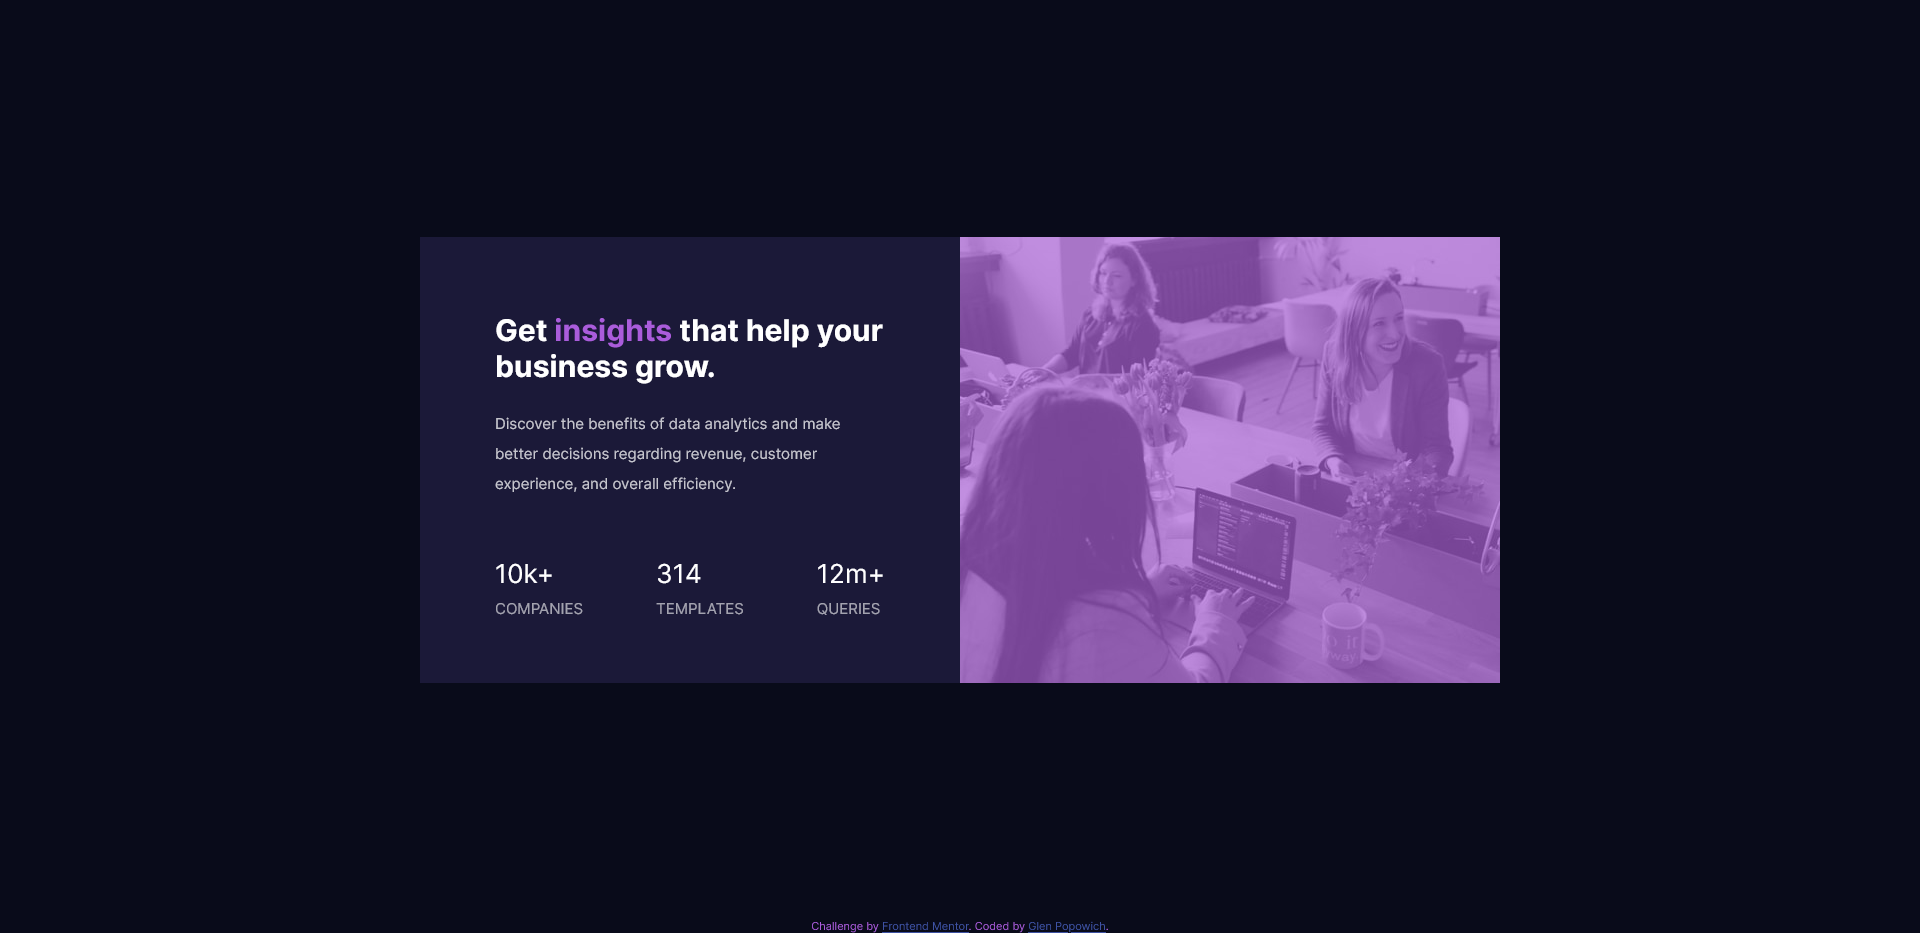 Get insights that help your
business grow.
Discover the benefits of data analytics and make
better decisions regarding revenue, customer
experience, and overall efficiency.
10k+
COMPANIES
314
TEMPLATES
12m+
QUERIES
Challenge by Frontend Mentor. Coded by Glen Popowich.